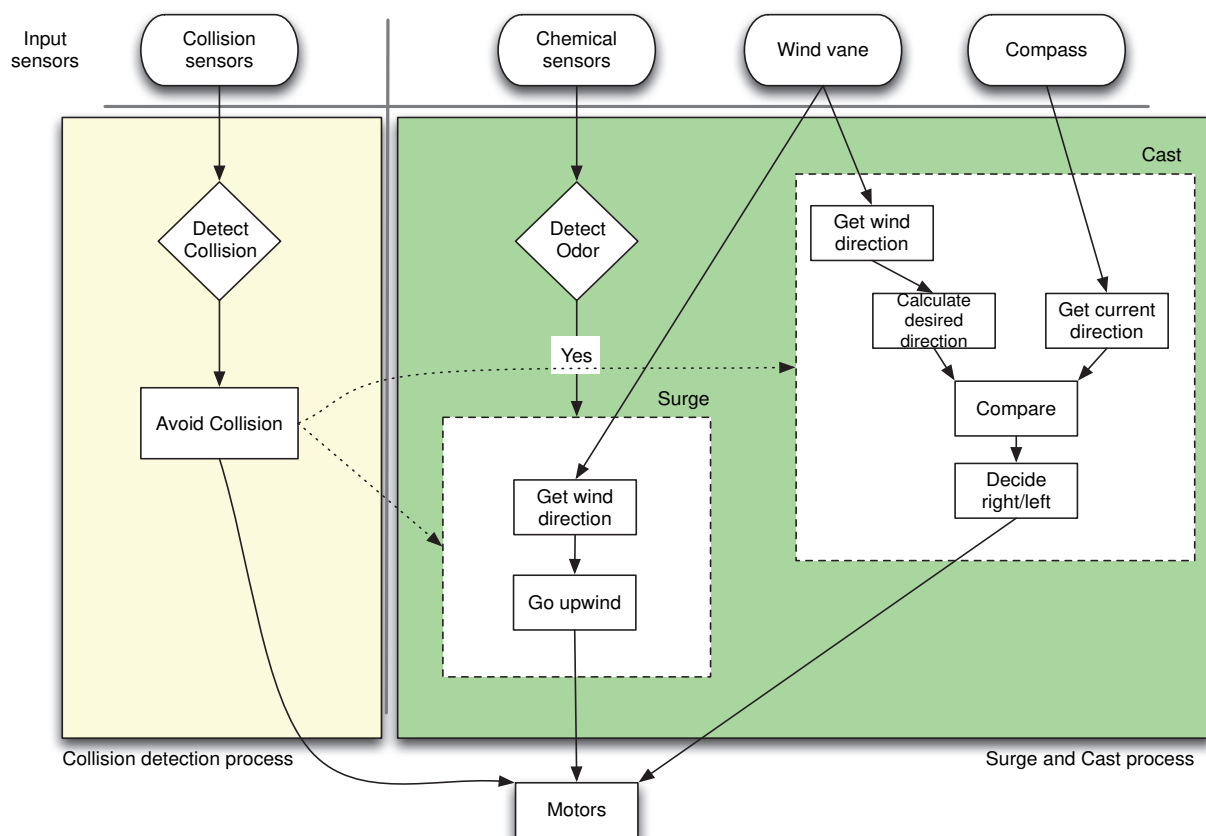 Input
sensors
Collision
sensors
Chemical
sensors
Wind vane
Compass
Cast
Detect
Collision
Detect
Odor
Get wind
direction
Calculate
desired
direction
Get current
direction
Yes
Surge
Avoid Collision
Compare
Get wind
direction
Decide
right/left
Go upwind
Collision detection process
Surge and Cast process
Motors